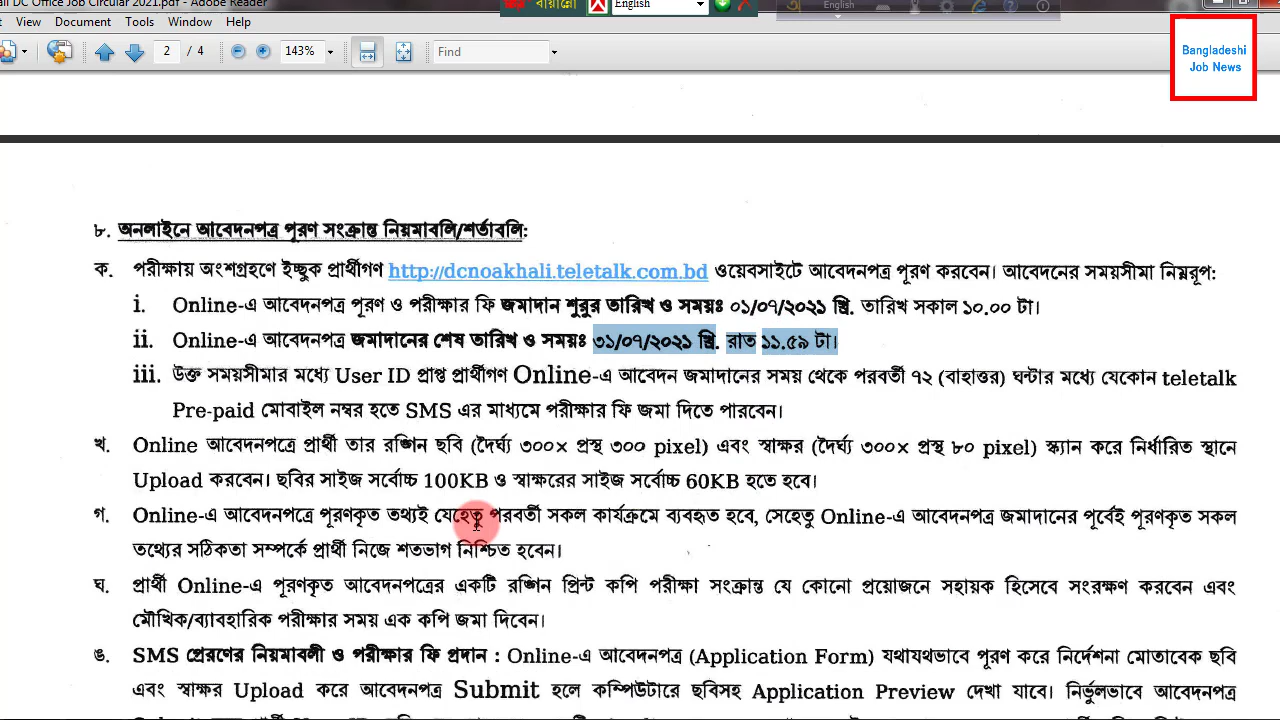 DC Office Job Circular 2021.pdf - Adobe Reader
বায়ান্নো English
English
View Document Tools Window Help
2 / 4 143% Find
Bangladeshi
Job News
৮. অনলাইনে আবেদনপত্র পূরণ সংক্রান্ত নিয়মাবলি/শর্তাবলি:
ক. পরীক্ষায় অংশগ্রহণে ইচ্ছুক প্রার্থীগণ http://dcnoakhali.teletalk.com.bd ওয়েবসাইটে আবেদনপত্র পূরণ করবেন। আবেদনের সময়সীমা নিম্নরূপ:
i. Online-এ আবেদনপত্র পূরণ ও পরীক্ষার ফি জমাদান শুরুর তারিখ ও সময়ঃ ০১/০৭/২০২১ খ্রি. তারিখ সকাল ১০.০০ টা।
ii. Online-এ আবেদনপত্র জমাদানের শেষ তারিখ ও সময়ঃ ৩১/০৭/২০২১ খ্রি. রাত ১১.৫৯ টা।
iii. উক্ত সময়সীমার মধ্যে User ID প্রাপ্ত প্রার্থীগণ Online-এ আবেদন জমাদানের সময় থেকে পরবর্তী ৭২ (বাহাত্তর) ঘন্টার মধ্যে যেকোন teletalk
Pre-paid মোবাইল নম্বর হতে SMS এর মাধ্যমে পরীক্ষার ফি জমা দিতে পারবেন।
খ. Online আবেদনপত্রে প্রার্থী তার রঙ্গিন ছবি (দৈর্ঘ্য ৩০০× প্রস্থ ৩০০ pixel) এবং স্বাক্ষর (দৈর্ঘ্য ৩০০× প্রস্থ ৮০ pixel) স্ক্যান করে নির্ধারিত স্থানে
Upload করবেন। ছবির সাইজ সর্বোচ্চ 100KB ও স্বাক্ষরের সাইজ সর্বোচ্চ 60KB হতে হবে।
গ. Online-এ আবেদনপত্রে পূরণকৃত তথ্যই যেহেতু পরবর্তী সকল কার্যক্রমে ব্যবহৃত হবে, সেহেতু Online-এ আবেদনপত্র জমাদানের পূর্বেই পূরণকৃত সকল
তথ্যের সঠিকতা সম্পর্কে প্রার্থী নিজে শতভাগ নিশ্চিত হবেন।
ঘ. প্রার্থী Online-এ পূরণকৃত আবেদনপত্রের একটি রঙ্গিন প্রিন্ট কপি পরীক্ষা সংক্রান্ত যে কোনো প্রয়োজনে সহায়ক হিসেবে সংরক্ষণ করবেন এবং
মৌখিক/ব্যাবহারিক পরীক্ষার সময় এক কপি জমা দিবেন।
ঙ. SMS প্রেরণের নিয়মাবলী ও পরীক্ষার ফি প্রদান : Online-এ আবেদনপত্র (Application Form) যথাযথভাবে পূরণ করে নির্দেশনা মোতাবেক ছবি
এবং স্বাক্ষর Upload করে আবেদনপত্র Submit হলে কম্পিউটারে ছবিসহ Application Preview দেখা যাবে। নির্ভুলভাবে আবেদনপত্র